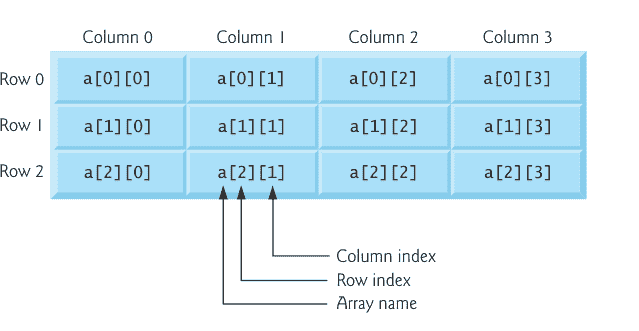 Column 0 Column 1 Column 2 Column 3
Row 0 a[0][0] a[0][1] a[0][2] a[0][3]
Row 1 a[1][0] a[1][1] a[1][2] a[1][3]
Row 2 a[2][0] a[2][1] a[2][2] a[2][3]
Column index
Row index
Array name